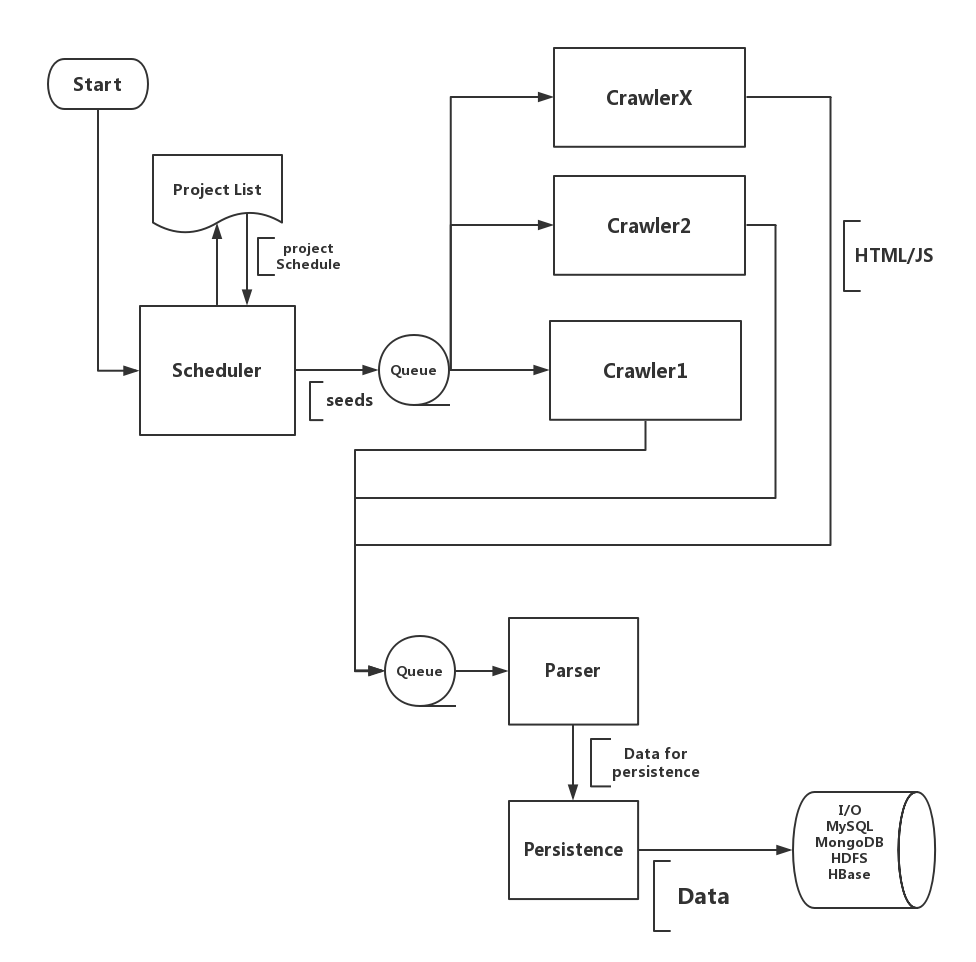 Start
CrawlerX
Project List
project
Schedule
Crawler2
HTML/JS
Scheduler
Queue
Crawler1
seeds
Queue
Parser
Data for
persistence
Persistence
I/O
MySQL
MongoDB
HDFS
HBase
Data